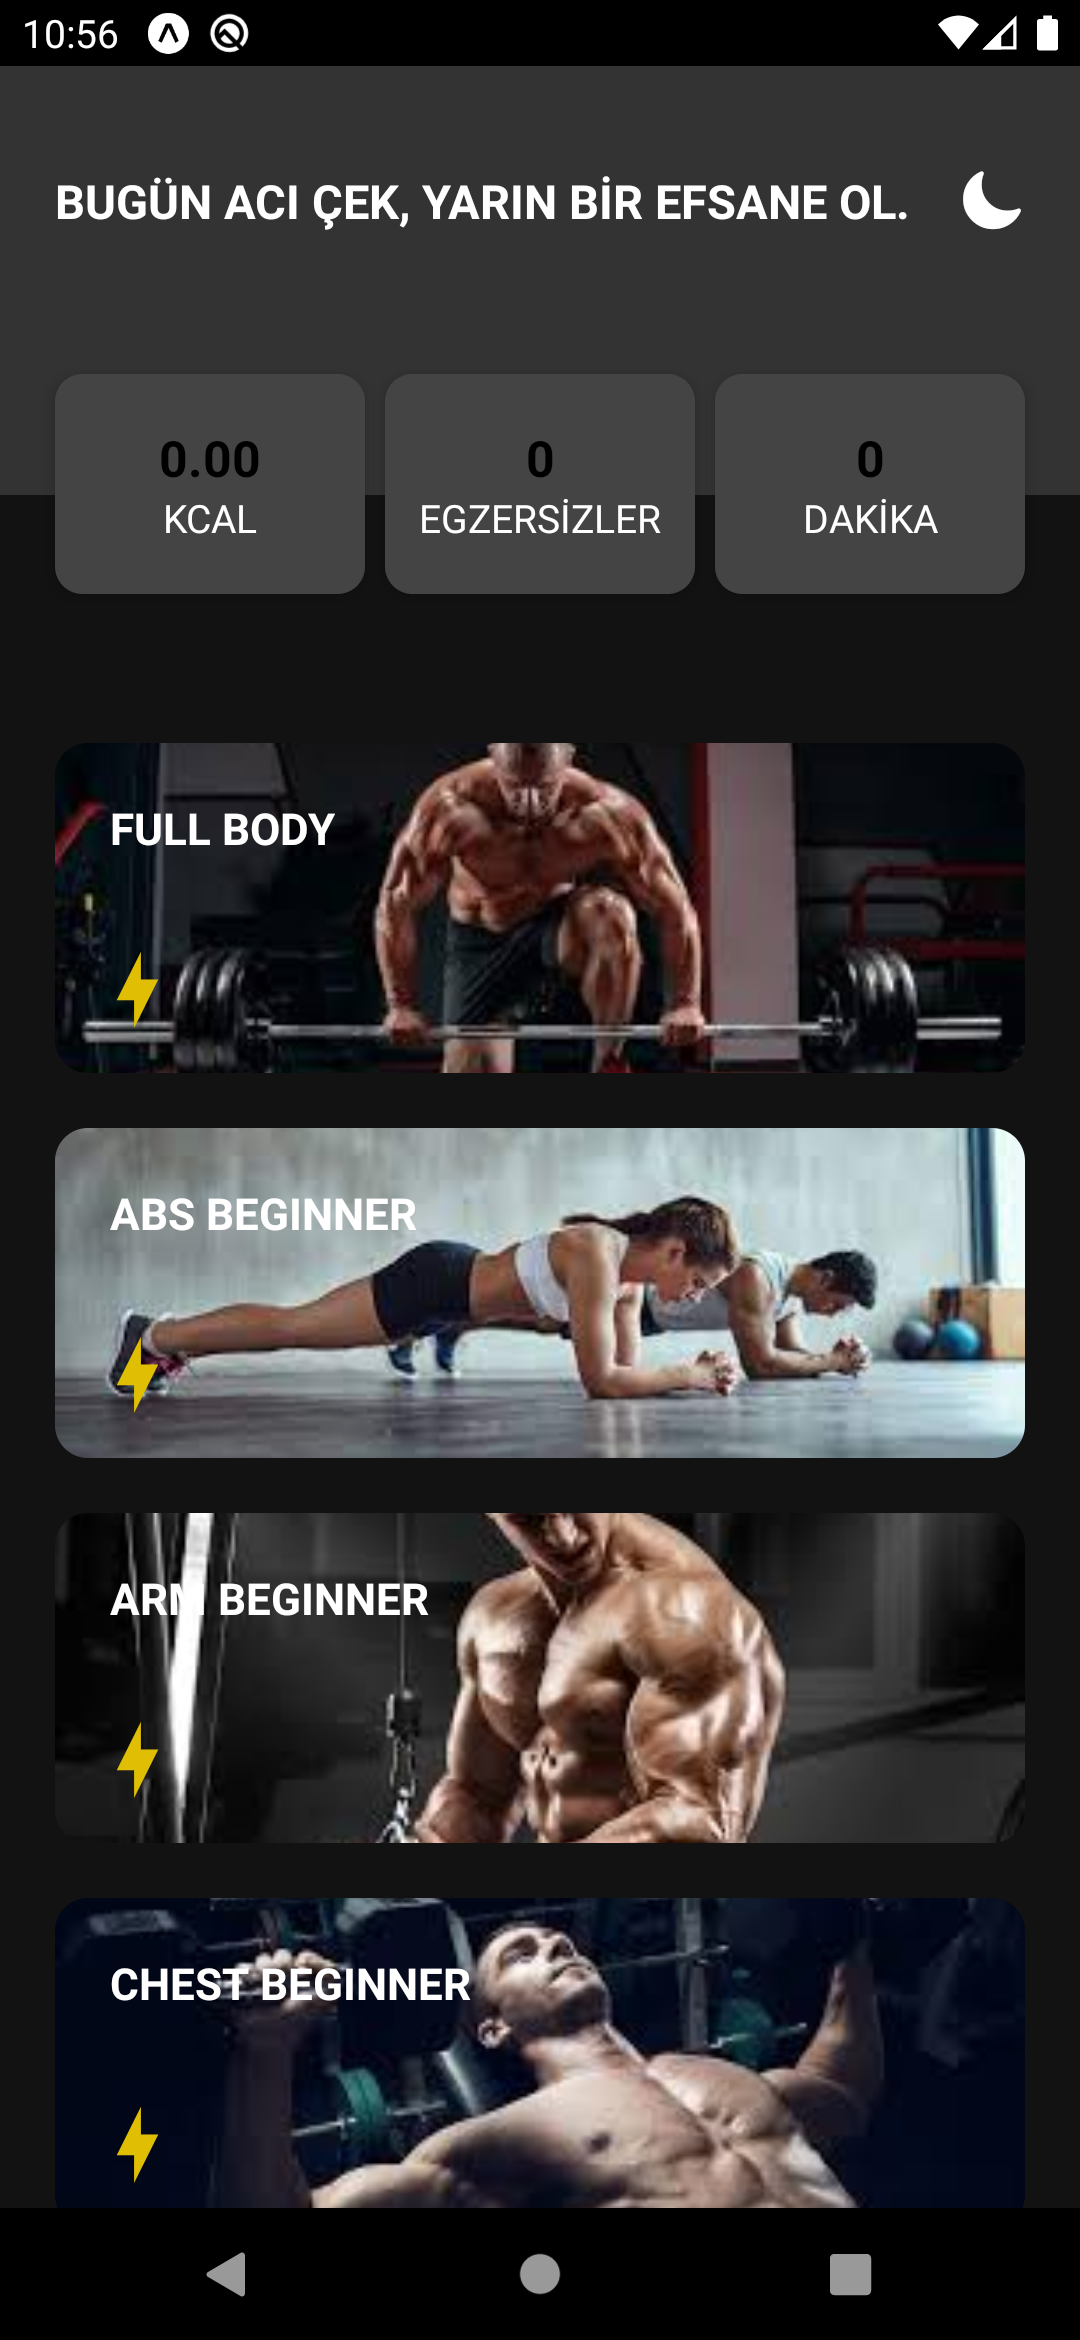 10:56
BUGÜN ACI ÇEK, YARIN BİR EFSANE OL.
0.00
KCAL
0
EGZERSİZLER
0
DAKİKA
FULL BODY
ABS BEGINNER
ARM BEGINNER
CHEST BEGINNER